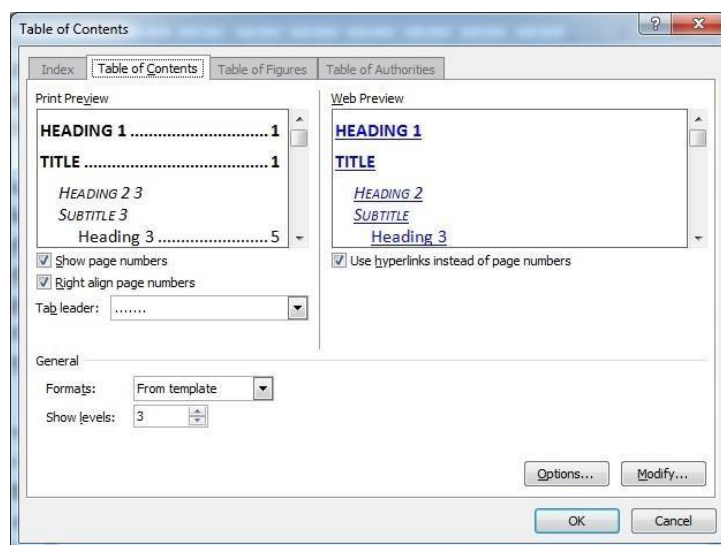 Table of Contents
Index Table of Contents Table of Figures Table of Authorities
Print Preview
HEADING 1 ................................ 1
TITLE ....................................... 1
HEADING 2 3
SUBTITLE 3
Heading 3 ....................... 5
Show page numbers
Right align page numbers
Tab leader: .......
Web Preview
HEADING 1
TITLE
HEADING 2
SUBTITLE
Heading 3
Use hyperlinks instead of page numbers
General
Formats: From template
Show levels: 3
Options... Modify...
OK Cancel